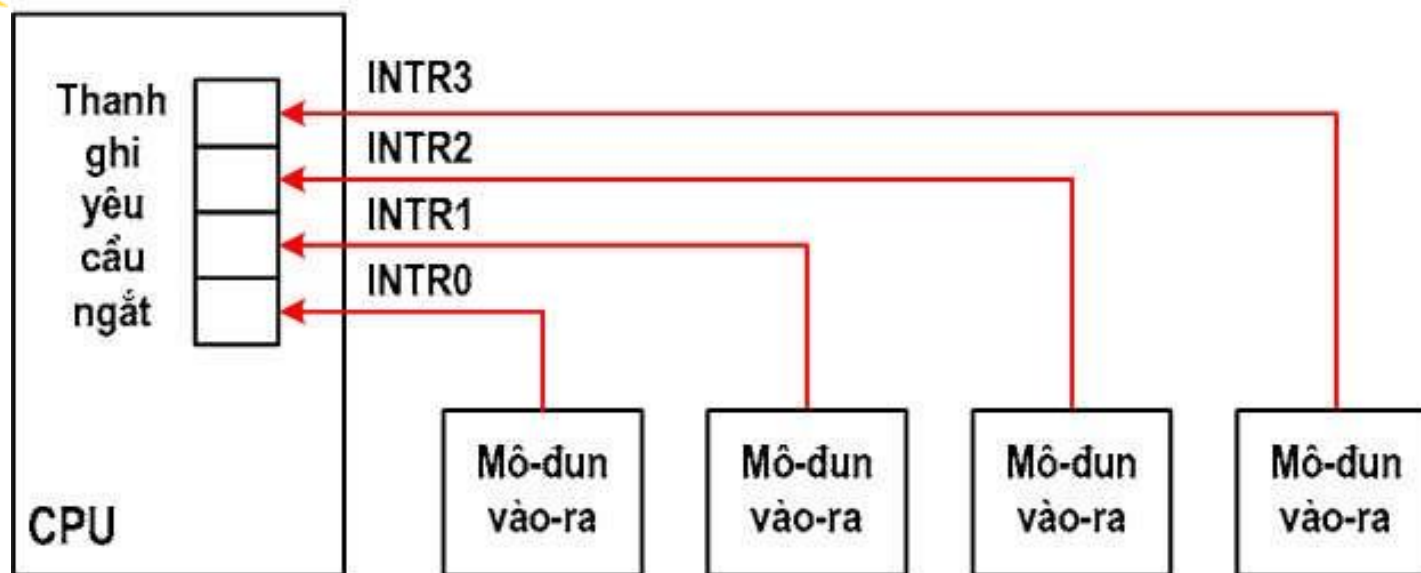 Thanh
ghi
yêu
cầu
ngắt
INTR3
INTR2
INTR1
INTR0
CPU
Mô-đun
vào-ra
Mô-đun
vào-ra
Mô-đun
vào-ra
Mô-đun
vào-ra